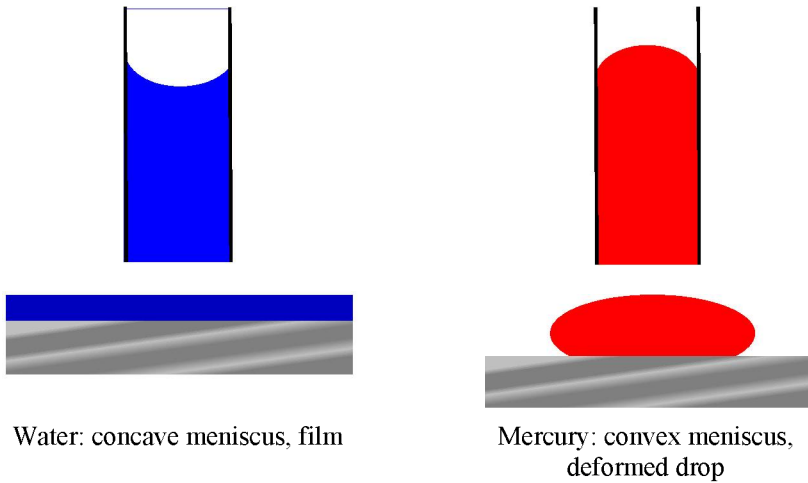 Water: concave meniscus, film
Mercury: convex meniscus,
deformed drop